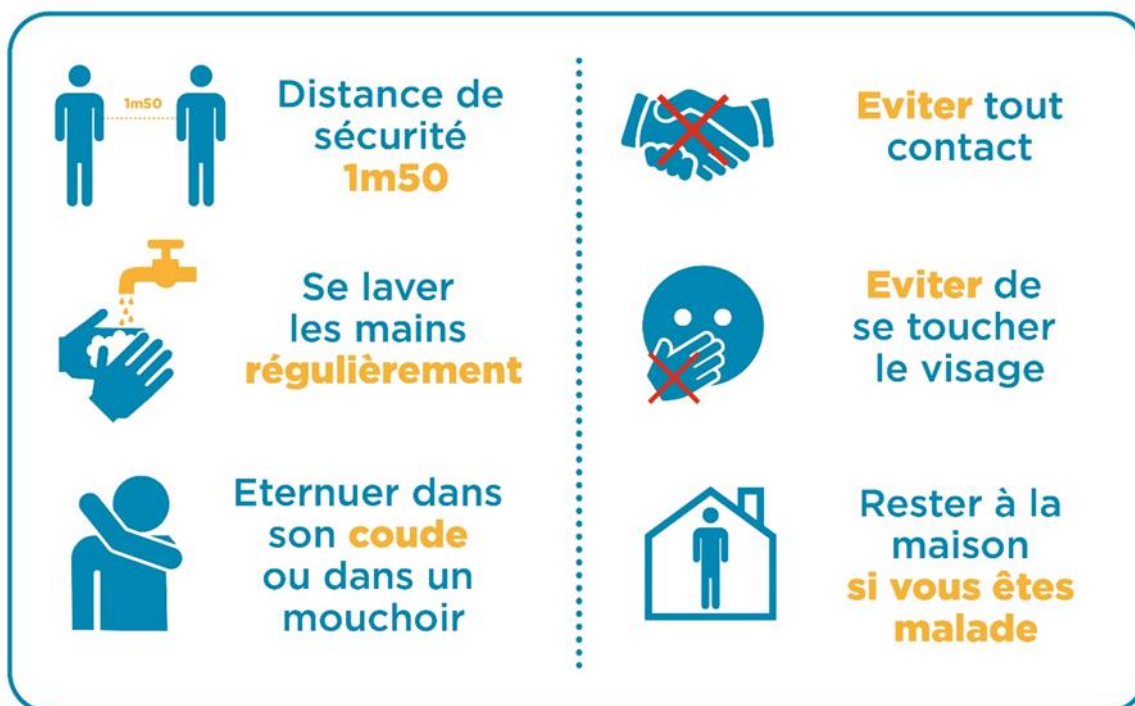 1m50
Distance de
sécurité
1m50
Se laver
les mains
régulièrement
Eternuer dans
son coude
ou dans un
mouchoir
Eviter tout
contact
Eviter de
se toucher
le visage
Rester à la
maison
si vous êtes
malade